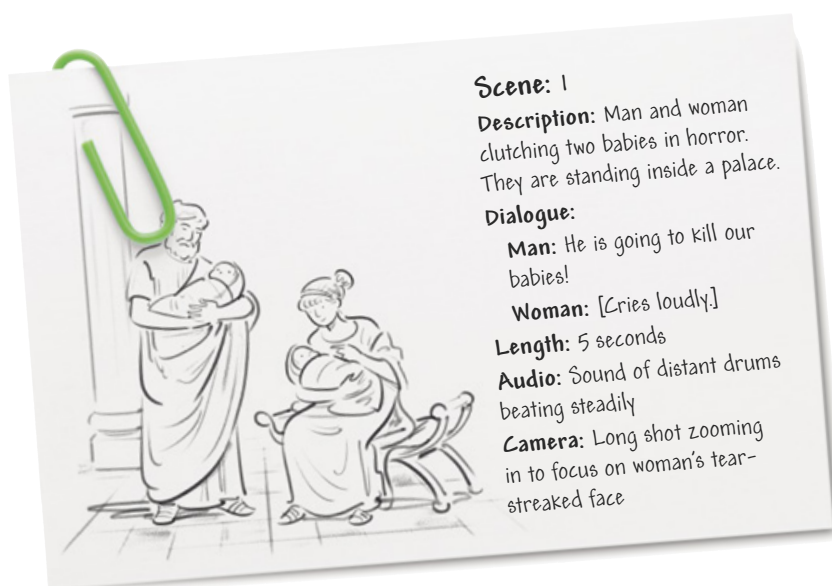 Scene: 1
Description: Man and woman
clutching two babies in horror.
They are standing inside a palace.
Dialogue:
Man: He is going to kill our
babies!
Woman: [Cries loudly.]
Length: 5 seconds
Audio: Sound of distant drums
beating steadily
Camera: Long shot zooming
in to focus on woman's tear-
streaked face